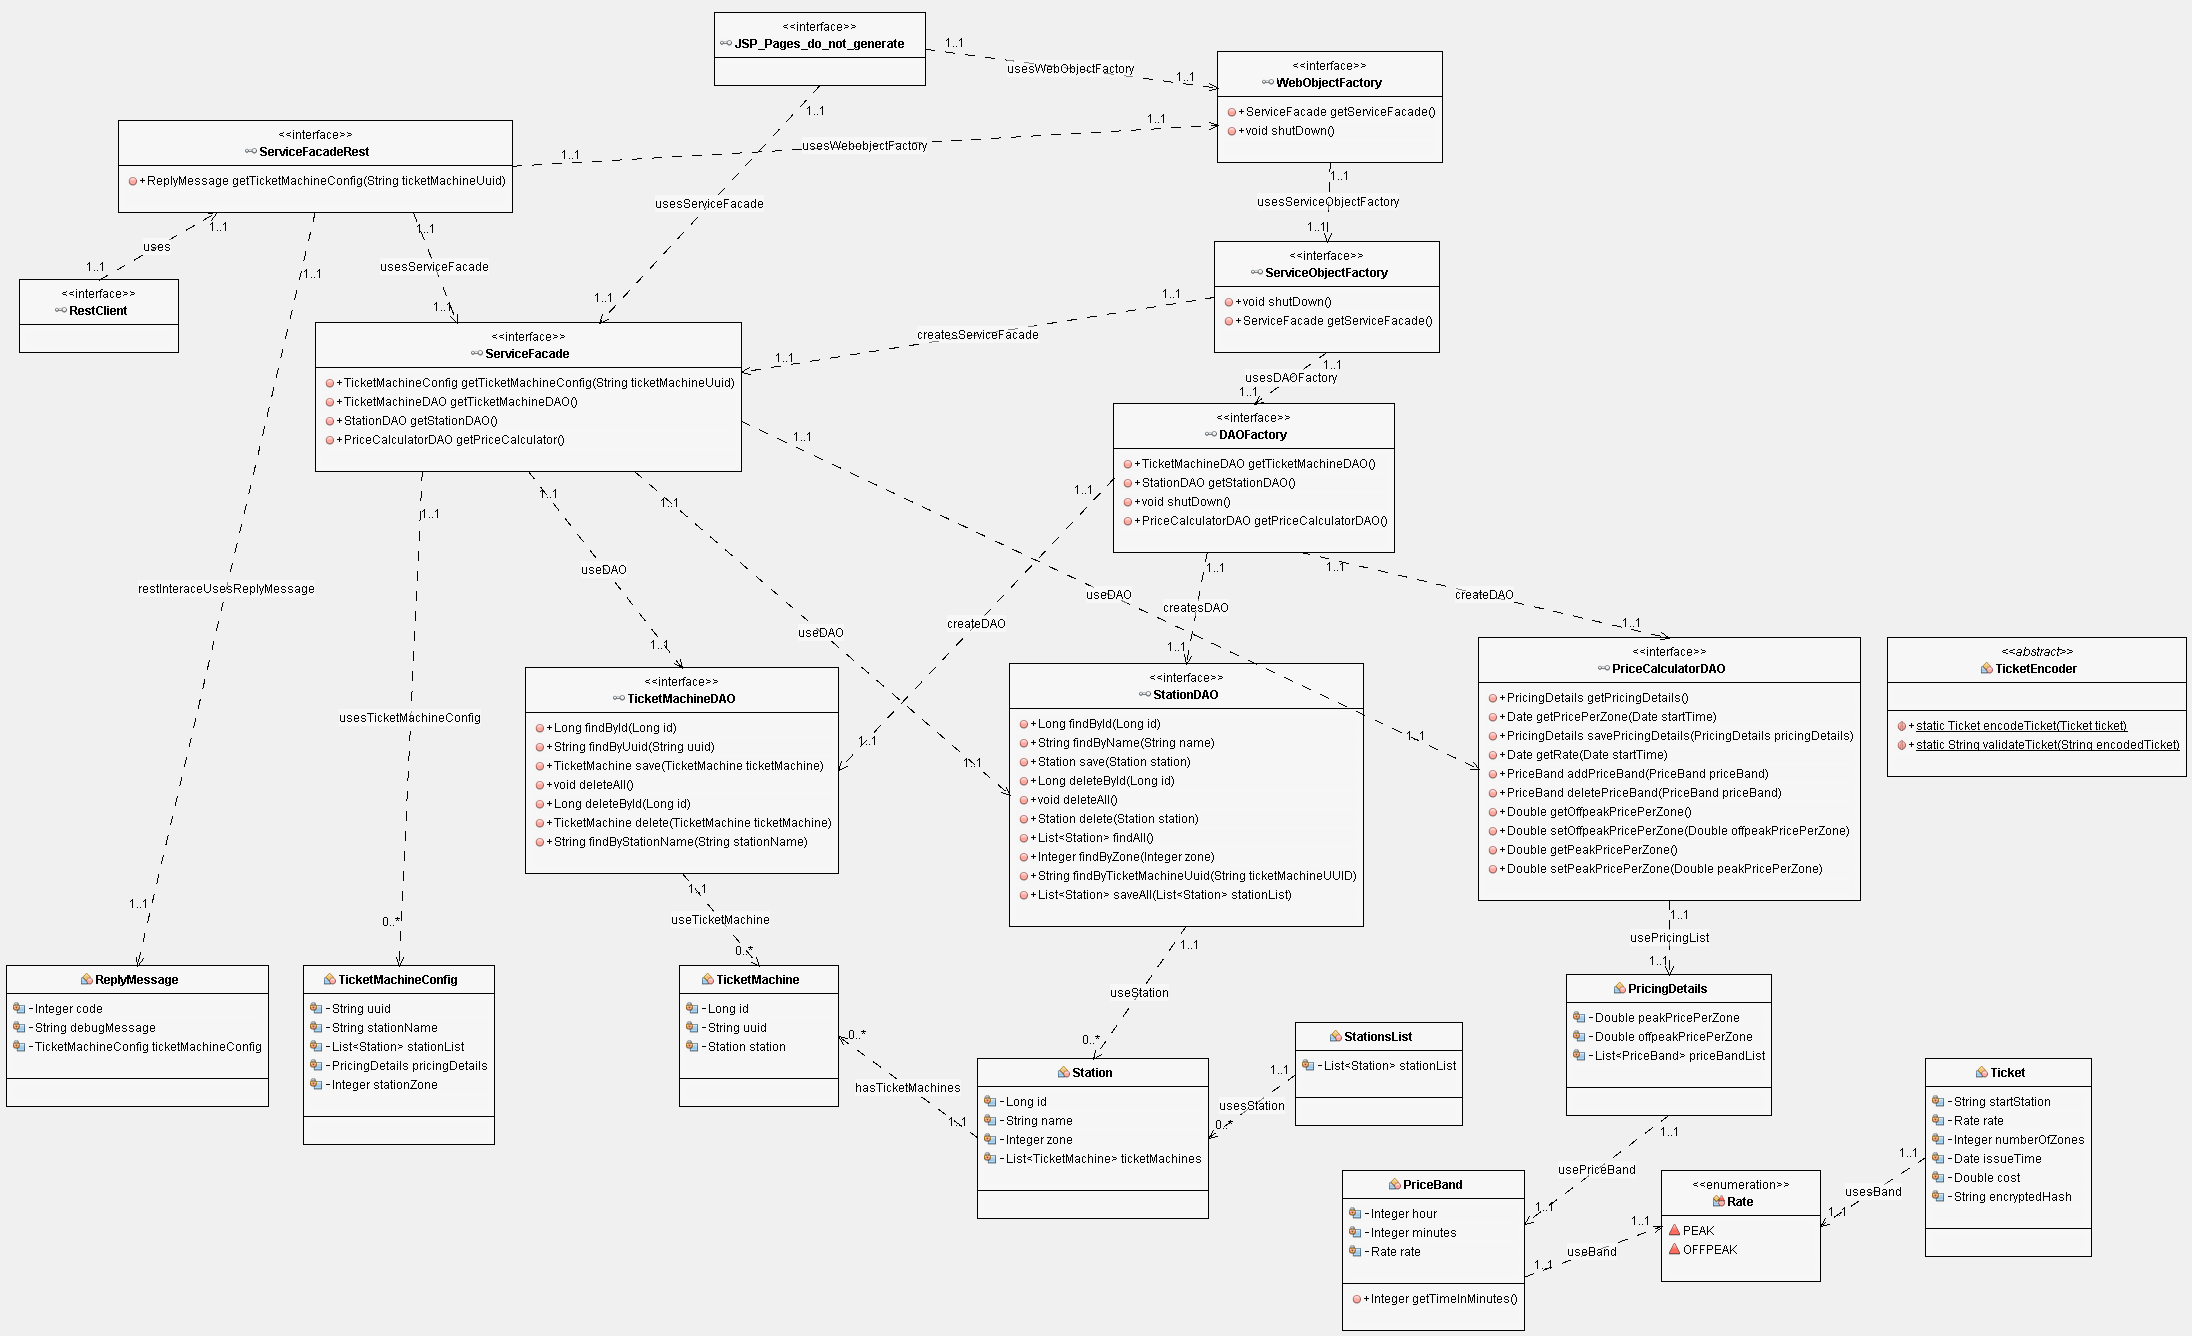 <<interface>>
JSP_Pages_do_not_generate
1..1
usesWebObjectFactory
1..1
1..1
usesServiceFacade
1..1
<<interface>>
WebObjectFactory
+ServiceFacade getServiceFacade()
+void shutDown()
<<interface>>
ServiceFacadeRest
+ReplyMessage getTicketMachineConfig(String ticketMachineUuid)
1..1
usesWebobjectFactory
1..1
1..1
usesServiceObjectFactory
1..1
1..1
uses
1..1
1..1
usesServiceFacade
1..1
1..1
restInteraceUsesReplyMessage
1..1
<<interface>>
RestClient
<<interface>>
ServiceObjectFactory
+void shutDown()
+ServiceFacade getServiceFacade()
1..1
createsServiceFacade
1..1
1..1
usesDAOFactory
1..1
<<interface>>
ServiceFacade
+TicketMachineConfig getTicketMachineConfig(String ticketMachineUuid)
+TicketMachineDAO getTicketMachineDAO()
+StationDAO getStationDAO()
+PriceCalculatorDAO getPriceCalculator()
<<interface>>
DAOFactory
+TicketMachineDAO getTicketMachineDAO()
+StationDAO getStationDAO()
+void shutDown()
+PriceCalculatorDAO getPriceCalculatorDAO()
1..1
usesTicketMachineConfig
0..*
1..1
useDAO
1..1
1..1
useDAO
1..1
1..1
useDAO
1..1
1..1
createDAO
1..1
1..1
createsDAO
1..1
1..1
createDAO
1..1
<<interface>>
TicketMachineDAO
+Long findById(Long id)
+String findByUuid(String uuid)
+TicketMachine save(TicketMachine ticketMachine)
+void deleteAll()
+Long deleteById(Long id)
+TicketMachine delete(TicketMachine ticketMachine)
+String findByStationName(String stationName)
<<interface>>
StationDAO
+Long findById(Long id)
+String findByName(String name)
+Station save(Station station)
+Long deleteById(Long id)
+void deleteAll()
+Station delete(Station station)
+List<Station> findAll()
+Integer findByZone(Integer zone)
+String findByTicketMachineUuid(String ticketMachineUUID)
+List<Station> saveAll(List<Station> stationList)
<<interface>>
PriceCalculatorDAO
+PricingDetails getPricingDetails()
+Date getPricePerZone(Date startTime)
+PricingDetails savePricingDetails(PricingDetails pricingDetails)
+Date getRate(Date startTime)
+PriceBand addPriceBand(PriceBand priceBand)
+PriceBand deletePriceBand(PriceBand priceBand)
+Double getOffpeakPricePerZone()
+Double setOffpeakPricePerZone(Double offpeakPricePerZone)
+Double getPeakPricePerZone()
+Double setPeakPricePerZone(Double peakPricePerZone)
<<abstract>>
TicketEncoder
+static Ticket encodeTicket(Ticket ticket)
+static String validateTicket(String encodedTicket)
1..1
useTicketMachine
0..*
1..1
useStation
0..*
1..1
usePricingList
1..1
ReplyMessage
-Integer code
-String debugMessage
-TicketMachineConfig ticketMachineConfig
TicketMachineConfig
-String uuid
-String stationName
-List<Station> stationList
-PricingDetails pricingDetails
-Integer stationZone
TicketMachine
-Long id
-String uuid
-Station station
0..*
hasTicketMachines
1..1
Station
-Long id
-String name
-Integer zone
-List<TicketMachine> ticketMachines
StationsList
-List<Station> stationList
1..1
usesStation
0..*
PricingDetails
-Double peakPricePerZone
-Double offpeakPricePerZone
-List<PriceBand> priceBandList
1..1
usePriceBand
1..1
PriceBand
-Integer hour
-Integer minutes
-Rate rate
+Integer getTimeInMinutes()
1..1
useBand
1..1
<<enumeration>>
Rate
PEAK
OFFPEAK
Ticket
-String startStation
-Rate rate
-Integer numberOfZones
-Date issueTime
-Double cost
-String encryptedHash
1..1
usesBand
1..1